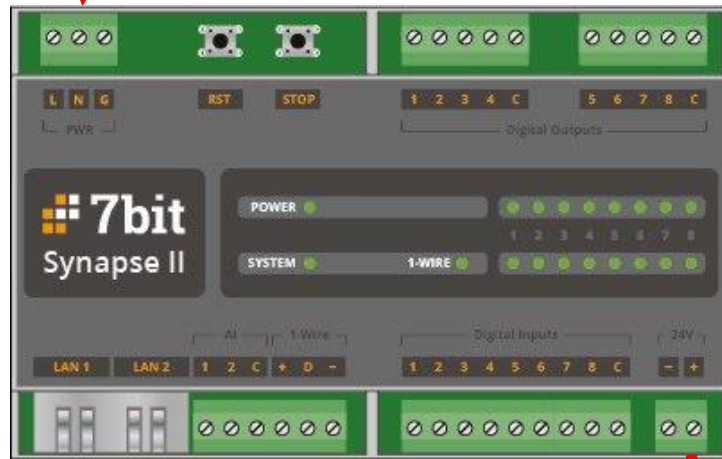 L N G RST STOP 1 2 3 4 C 5 6 7 8 C
PWR Digital Outputs
7bit
Synapse II
POWER
1 2 3 4 5 6 7 8
SYSTEM 1-WIRE
AI 1-Wire Digital Inputs 24V
LAN 1 LAN 2 1 2 C + D - 1 2 3 4 5 6 7 8 C - +